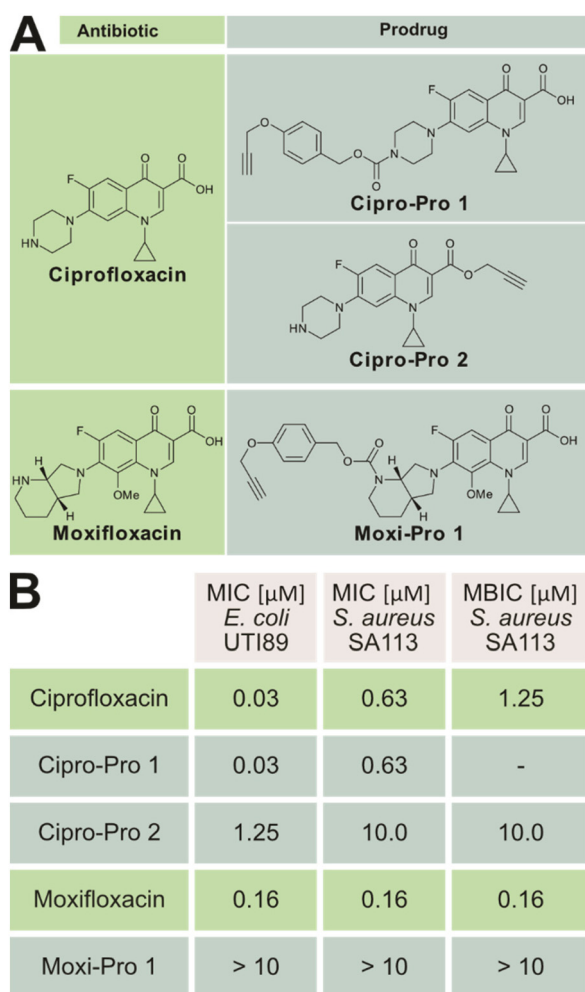 A
Antibiotic
Prodrug
Ciprofloxacin
Cipro-Pro 1
Cipro-Pro 2
Moxifloxacin
Moxi-Pro 1
O
O
OH
F
N
N
HN
O
O
OH
F
N
N
N
O
O
O
O
O
O
F
N
N
HN
O
O
OH
F
N
N
HN
H
H
OMe
O
O
OH
F
N
N
N
H
H
OMe
O
O
O
B
MIC [µM]
E. coli
UTI89
MIC [µM]
S. aureus
SA113
MBIC [µM]
S. aureus
SA113
Ciprofloxacin 0.03 0.63 1.25
Cipro-Pro 1 0.03 0.63 -
Cipro-Pro 2 1.25 10.0 10.0
Moxifloxacin 0.16 0.16 0.16
Moxi-Pro 1 > 10 > 10 > 10